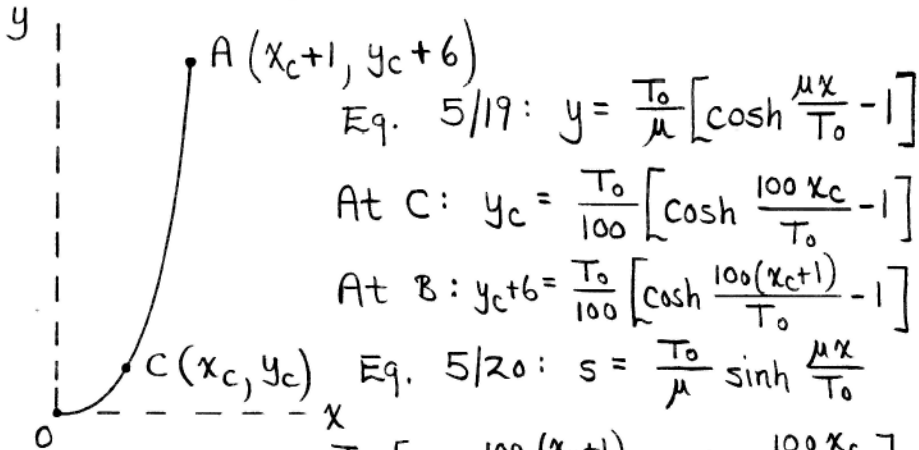 y
A (x_C+1, y_C+6)
Eq. 5/19: y = T₀/μ [cosh μx/T₀ -1]
At C: y_C = T₀/100 [cosh 100 x_C/T₀ -1]
At B: y_C+6 = T₀/100 [cosh 100(x_C+1)/T₀ -1]
C (x_C, y_C) Eq. 5/20: s = T₀/μ sinh μx/T₀
O x